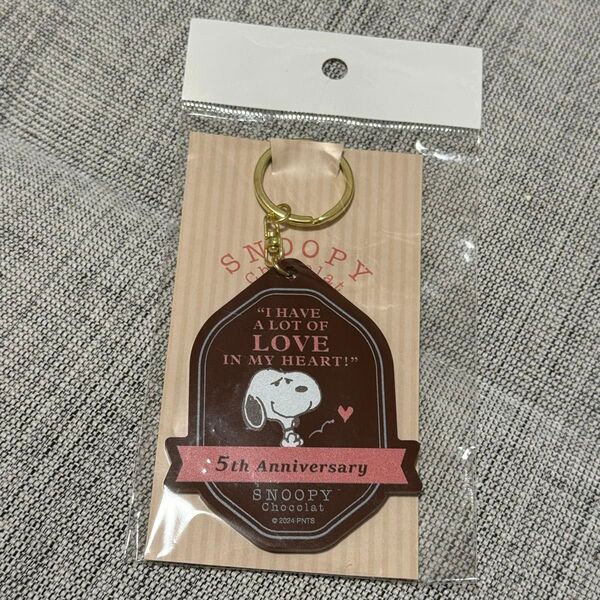 SNOOPY
Chocolat
“I HAVE
A LOT OF
LOVE
IN MY HEART!”
5th Anniversary
SNOOPY
Chocolat
© 2024 PNTS